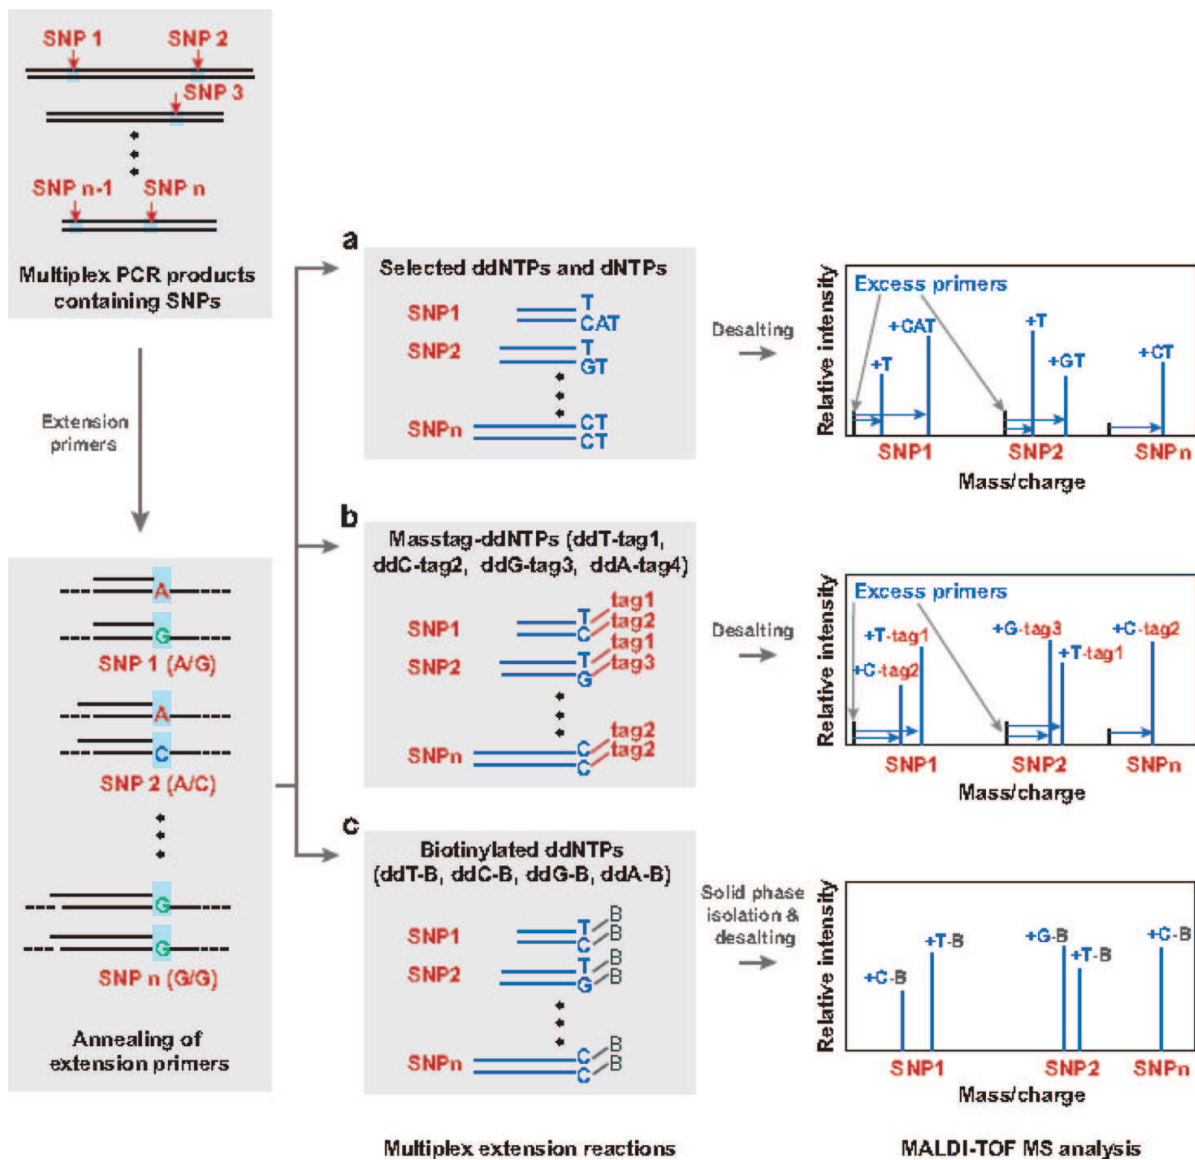 SNP 1
SNP 2
SNP 3
SNP n-1
SNP n
Multiplex PCR products
containing SNPs
Extension
primers
A
G
SNP 1 (A/G)
A
C
SNP 2 (A/C)
G
G
SNP n (G/G)
Annealing of
extension primers
a
Selected ddNTPs and dNTPs
SNP1
T
CAT
SNP2
T
GT
SNPn
CT
CT
Desalting
Relative intensity
Excess primers
+T
+CAT
+T
+GT
+CT
SNP1
SNP2
SNPn
Mass/charge
b
Masstag-ddNTPs (ddT-tag1,
ddC-tag2, ddG-tag3, ddA-tag4)
SNP1
T
tag1
C
tag2
SNP2
T
tag1
G
tag3
SNPn
C
tag2
C
tag2
Desalting
Relative intensity
Excess primers
+T-tag1
+C-tag2
+G-tag3
+T-tag1
+C-tag2
SNP1
SNP2
SNPn
Mass/charge
c
Biotinylated ddNTPs
(ddT-B, ddC-B, ddG-B, ddA-B)
SNP1
T
B
C
B
SNP2
T
B
G
B
SNPn
C
B
C
B
Solid phase
isolation &
desalting
Relative intensity
+C-B
+T-B
+G-B
+T-B
+C-B
SNP1
SNP2
SNPn
Mass/charge
Multiplex extension reactions
MALDI-TOF MS analysis